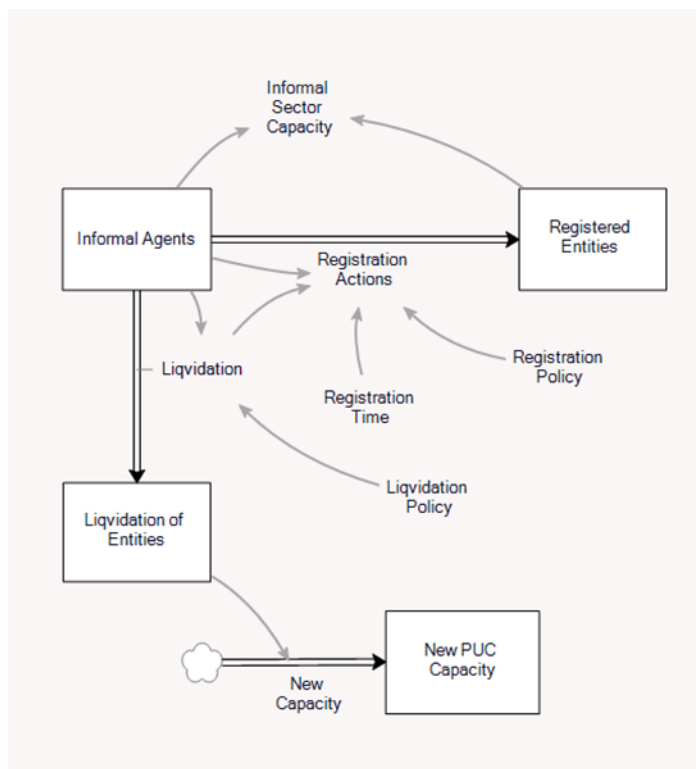 Informal
Sector
Capacity
Informal Agents
Registered
Entities
Registration
Actions
Liqvidation
Registration
Policy
Registration
Time
Liqvidation
Policy
Liqvidation of
Entities
New PUC
Capacity
New
Capacity